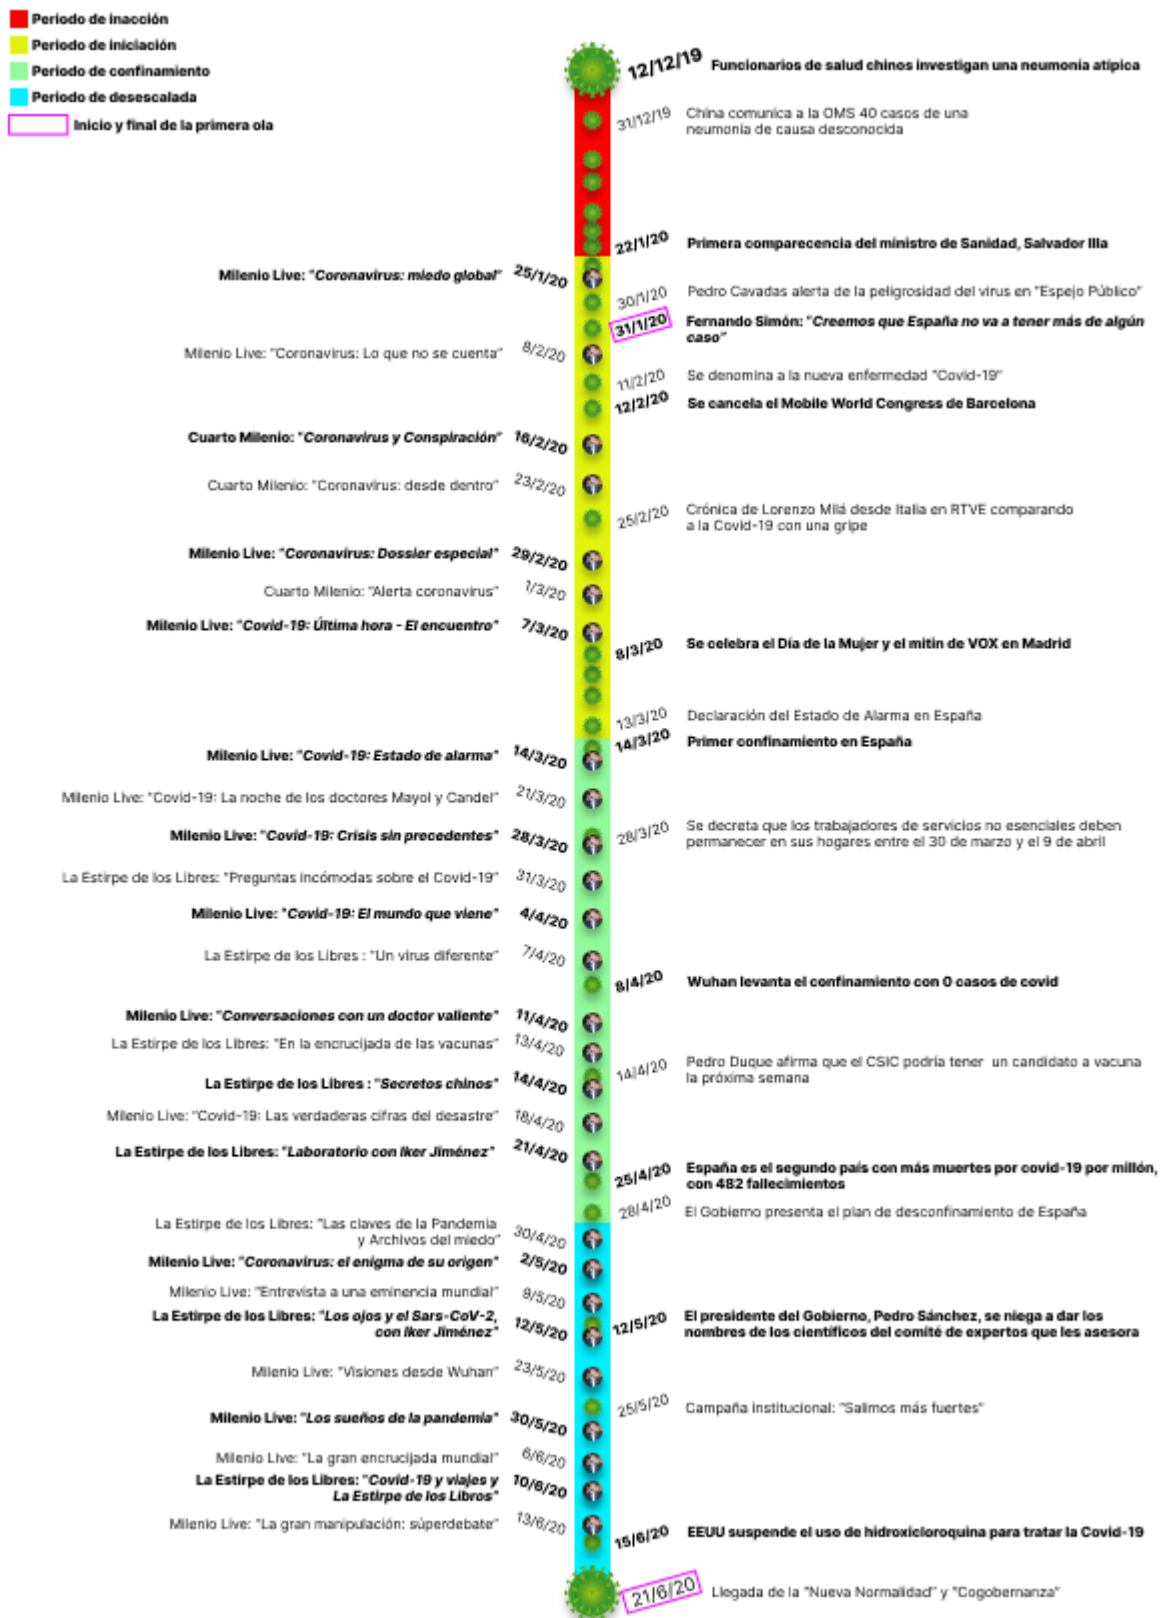 Periodo de inacción
Periodo de iniciación
Periodo de confinamiento
Periodo de desescalada
Inicio y final de la primera ola
12/12/19 Funcionarios de salud chinos investigan una neumonía atípica
31/12/19 China comunica a la OMS 40 casos de una
neumonía de causa desconocida
22/1/20 Primera comparecencia del ministro de Sanidad, Salvador Illa
Milenio Live: "Coronavirus: miedo global" 25/1/20
30/1/20 Pedro Cavadas alerta de la peligrosidad del virus en "Espejo Público"
31/1/20 Fernando Simón: "Creemos que España no va a tener más de algún
caso"
Milenio Live: "Coronavirus: Lo que no se cuenta" 8/2/20
11/2/20 Se denomina a la nueva enfermedad "Covid-19"
12/2/20 Se cancela el Mobile World Congress de Barcelona
Cuarto Milenio: "Coronavirus y Conspiración" 16/2/20
Cuarto Milenio: "Coronavirus: desde dentro" 23/2/20
25/2/20 Crónica de Lorenzo Milá desde Italia en RTVE comparando
a la Covid-19 con una gripe
Milenio Live: "Coronavirus: Dossier especial" 29/2/20
Cuarto Milenio: "Alerta coronavirus" 1/3/20
Milenio Live: "Covid-19: Última hora - El encuentro" 7/3/20
8/3/20 Se celebra el Día de la Mujer y el mitin de VOX en Madrid
13/3/20 Declaración del Estado de Alarma en España
14/3/20 Primer confinamiento en España
Milenio Live: "Covid-19: Estado de alarma" 14/3/20
Milenio Live: "Covid-19: La noche de los doctores Mayol y Candel" 21/3/20
Milenio Live: "Covid-19: Crisis sin precedentes" 28/3/20
28/3/20 Se decreta que los trabajadores de servicios no esenciales deben
permanecer en sus hogares entre el 30 de marzo y el 9 de abril
La Estirpe de los Libres: "Preguntas incómodas sobre el Covid-19" 31/3/20
Milenio Live: "Covid-19: El mundo que viene" 4/4/20
La Estirpe de los Libres : "Un virus diferente" 7/4/20
8/4/20 Wuhan levanta el confinamiento con 0 casos de covid
Milenio Live: "Conversaciones con un doctor valiente" 11/4/20
La Estirpe de los Libres: "En la encrucijada de las vacunas" 13/4/20
14/4/20 Pedro Duque afirma que el CSIC podría tener un candidato a vacuna
la próxima semana
La Estirpe de los Libres : "Secretos chinos" 14/4/20
Milenio Live: "Covid-19: Las verdaderas cifras del desastre" 18/4/20
La Estirpe de los Libres: "Laboratorio con Iker Jiménez" 21/4/20
25/4/20 España es el segundo país con más muertes por covid-19 por millón,
con 482 fallecimientos
28/4/20 El Gobierno presenta el plan de desconfinamiento de España
La Estirpe de los Libres: "Las claves de la Pandemia
y Archivos del miedo" 30/4/20
Milenio Live: "Coronavirus: el enigma de su origen" 2/5/20
Milenio Live: "Entrevista a una eminencia mundial" 9/5/20
La Estirpe de los Libres: "Los ojos y el Sars-CoV-2,
con Iker Jiménez" 12/5/20
12/5/20 El presidente del Gobierno, Pedro Sánchez, se niega a dar los
nombres de los científicos del comité de expertos que les asesora
Milenio Live: "Visiones desde Wuhan" 23/5/20
25/5/20 Campaña institucional: "Salimos más fuertes"
Milenio Live: "Los sueños de la pandemia" 30/5/20
Milenio Live: "La gran encrucijada mundial" 6/6/20
La Estirpe de los Libres: "Covid-19 y viajes y
La Estirpe de los Libros" 10/6/20
Milenio Live: "La gran manipulación: súperdebate" 13/6/20
15/6/20 EEUU suspende el uso de hidroxicloroquina para tratar la Covid-19
21/6/20 Llegada de la "Nueva Normalidad" y "Cogobernanza"